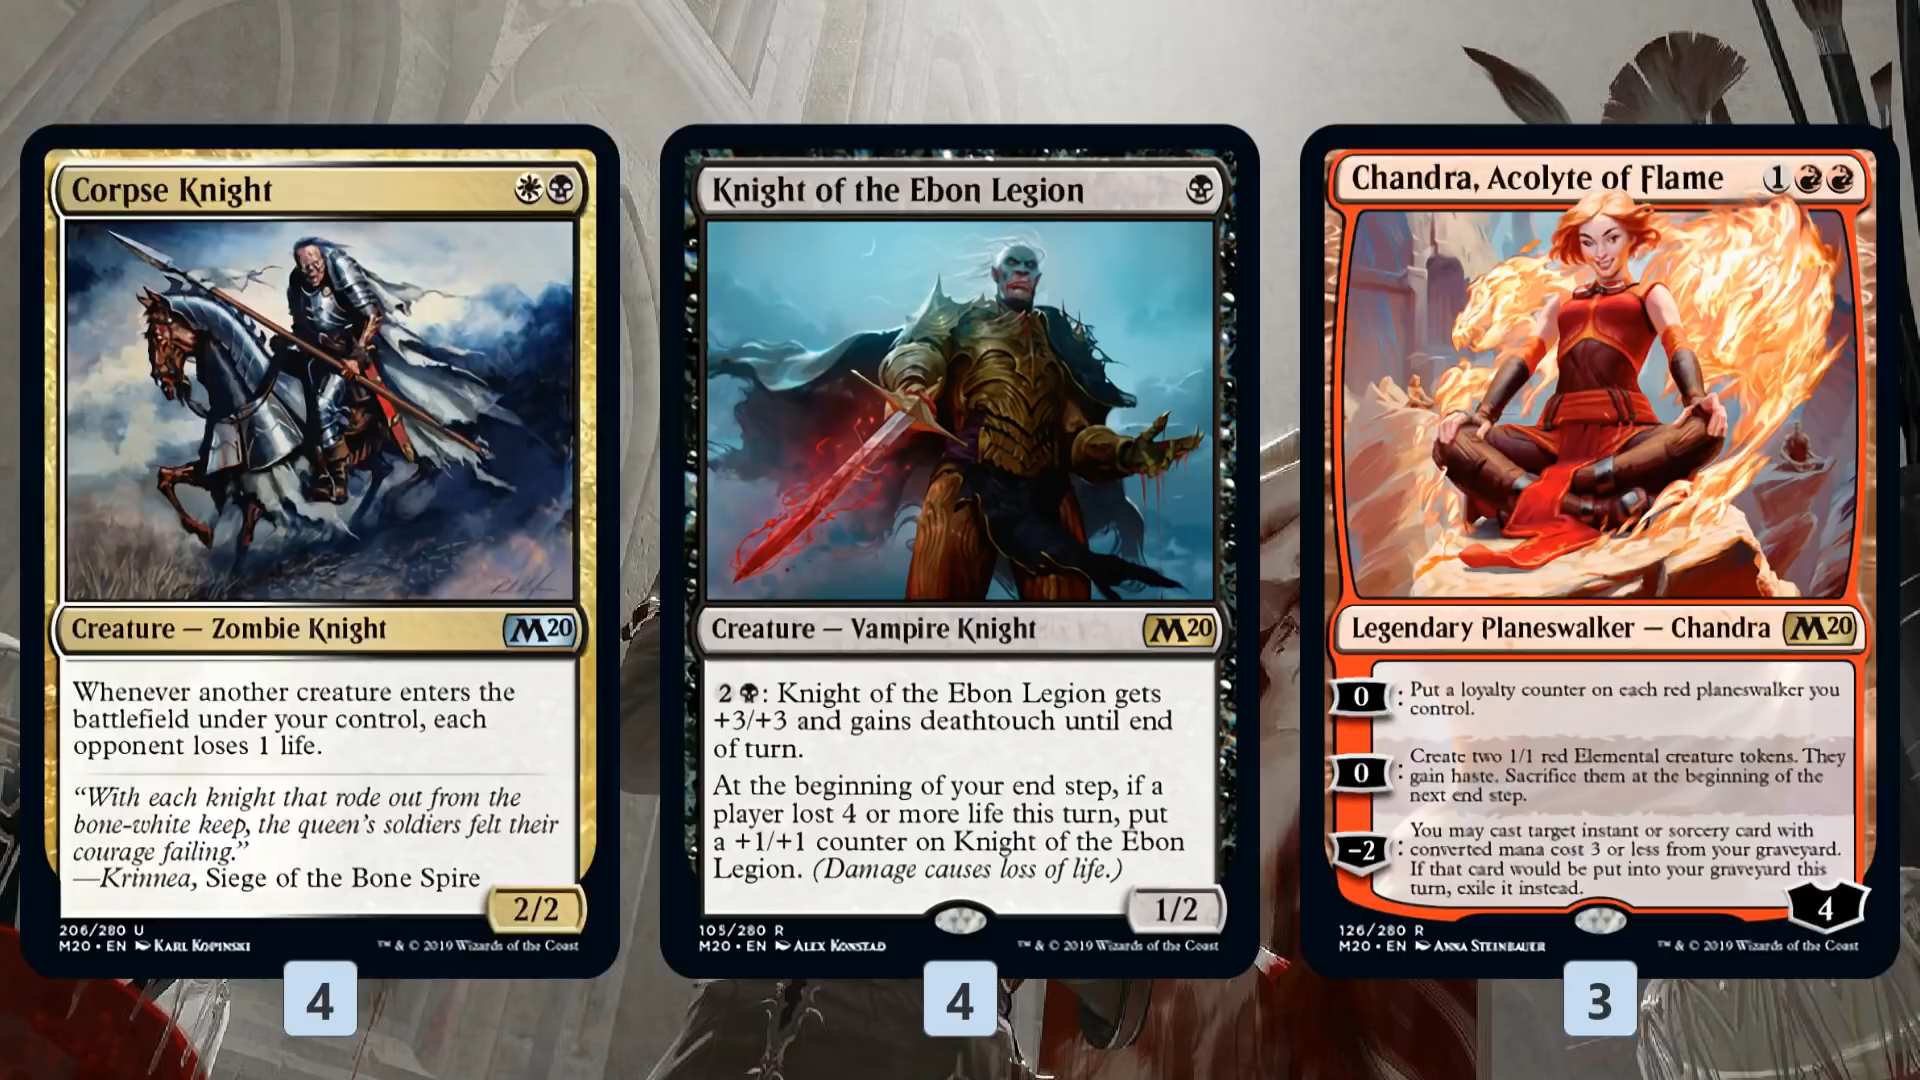 Corpse Knight
Creature — Zombie Knight
M20
Whenever another creature enters the
battlefield under your control, each
opponent loses 1 life.
“With each knight that rode out from the
bone-white keep, the queen’s soldiers felt their
courage failing.”
—Krinnea, Siege of the Bone Spire
2/2
206/280 U
M20 • EN Karl Kopinski
™ & © 2019 Wizards of the Coast
4
Knight of the Ebon Legion
Creature — Vampire Knight
M20
2 : Knight of the Ebon Legion gets
+3/+3 and gains deathtouch until end
of turn.
At the beginning of your end step, if a
player lost 4 or more life this turn, put
a +1/+1 counter on Knight of the Ebon
Legion. (Damage causes loss of life.)
1/2
105/280 R
M20 • EN Alex Konstad
™ & © 2019 Wizards of the Coast
4
Chandra, Acolyte of Flame 1
Legendary Planeswalker — Chandra
M20
0 : Put a loyalty counter on each red planeswalker you
control.
0 : Create two 1/1 red Elemental creature tokens. They
gain haste. Sacrifice them at the beginning of the
next end step.
−2 : You may cast target instant or sorcery card with
converted mana cost 3 or less from your graveyard.
If that card would be put into your graveyard this
turn, exile it instead.
4
126/280 R
M20 • EN Anna Steinbauer
™ & © 2019 Wizards of the Coast
3